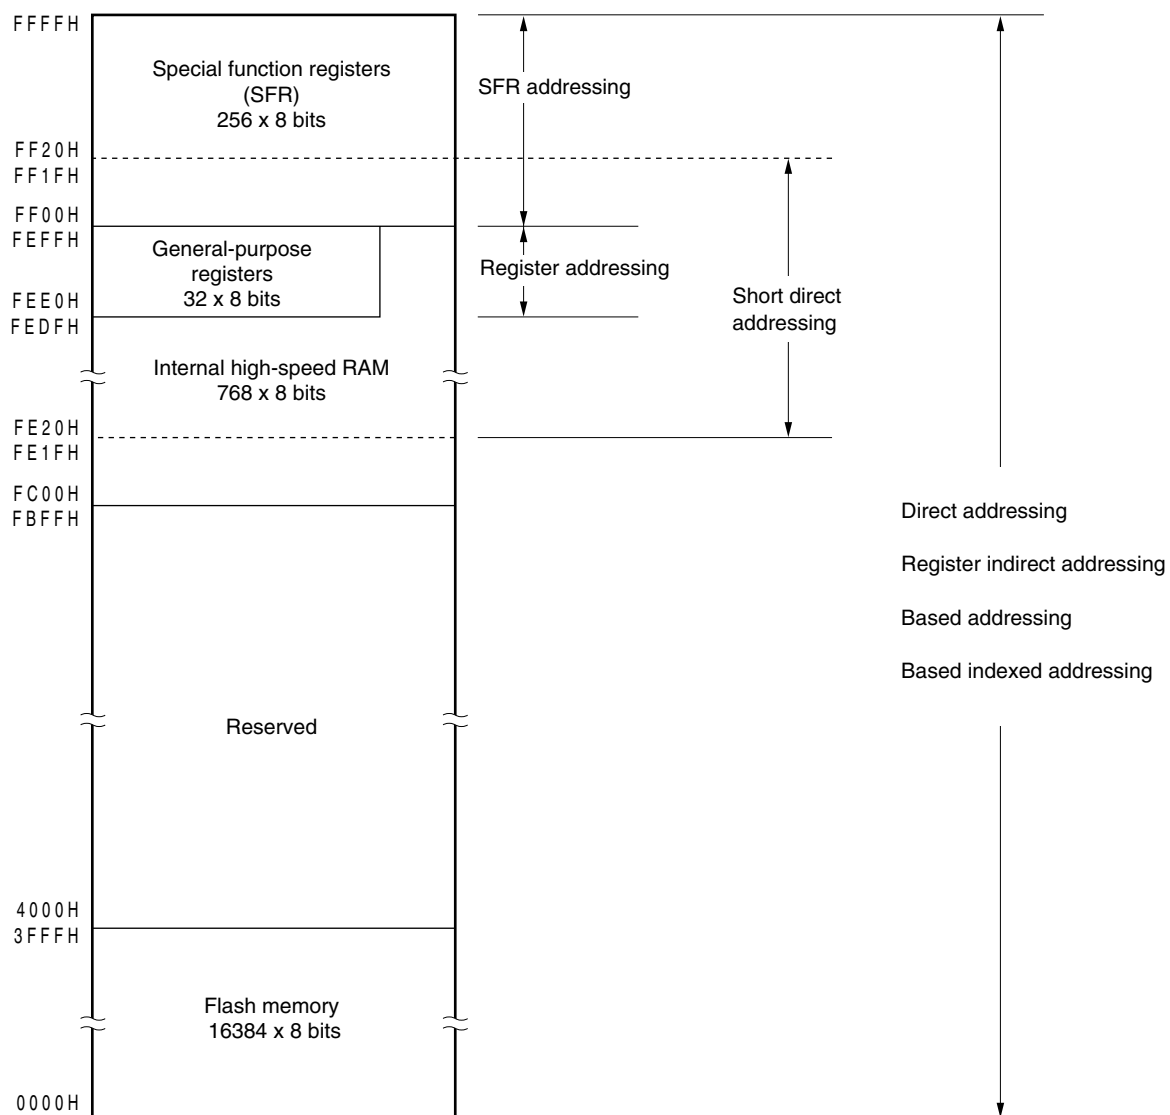 FFFFH
Special function registers
(SFR)
256 x 8 bits
SFR addressing
FF20H
FF1FH
FF00H
FEFFH
General-purpose
registers
32 x 8 bits
Register addressing
FEE0H
FEDFH
Short direct
addressing
Internal high-speed RAM
768 x 8 bits
FE20H
FE1FH
FC00H
FBFFH
Direct addressing
Register indirect addressing
Based addressing
Based indexed addressing
Reserved
4000H
3FFFH
Flash memory
16384 x 8 bits
0000H